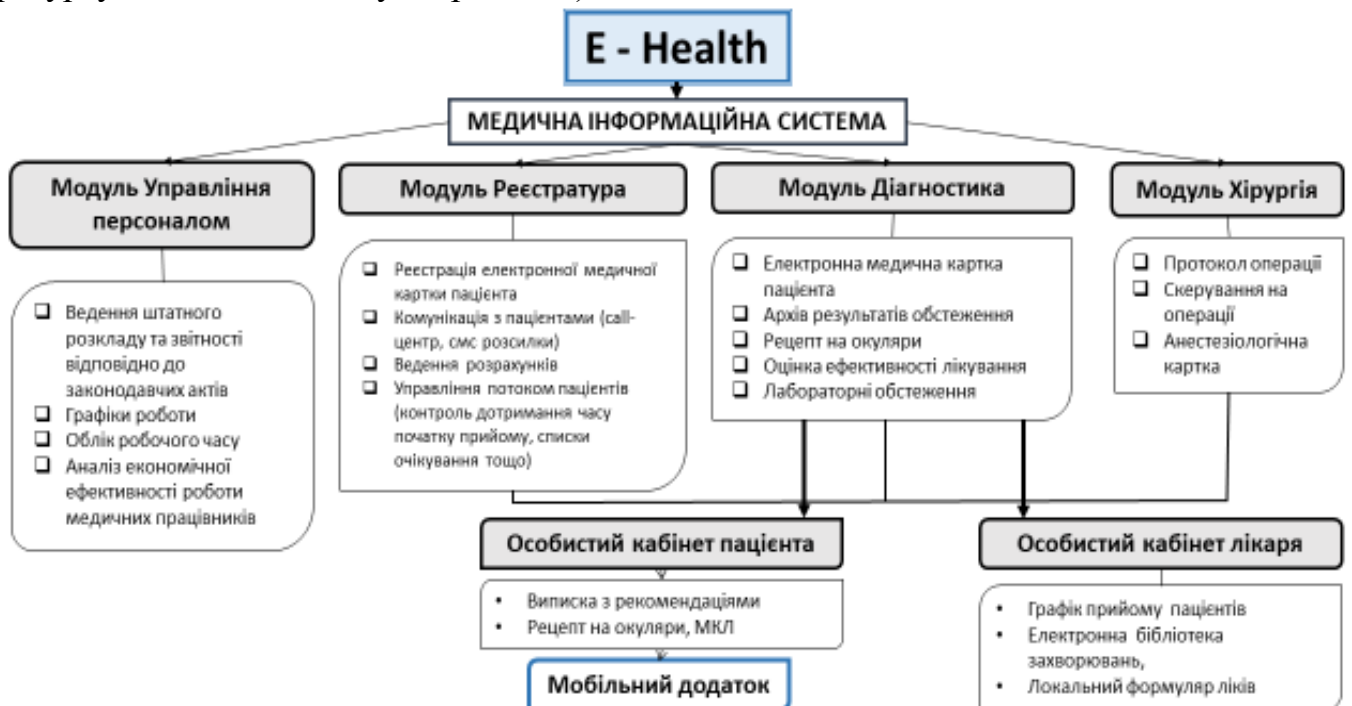 E - Health
МЕДИЧНА ІНФОРМАЦІЙНА СИСТЕМА
Модуль Управління
персоналом
❑ Ведення штатного
розкладу та звітності
відповідно до
законодавчих актів
❑ Графіки роботи
❑ Облік робочого часу
❑ Аналіз економічної
ефективності роботи
медичних працівників
Модуль Реєстратура
❑ Реєстрація електронної медичної
картки пацієнта
❑ Комунікація з пацієнтами (call-
центр, смс розсилки)
❑ Ведення розрахунків
❑ Управління потоком пацієнтів
(контроль дотримання часу
початку прийому, списки
очікування тощо)
Модуль Діагностика
❑ Електронна медична картка
пацієнта
❑ Архів результатів обстеження
❑ Рецепт на окуляри
❑ Оцінка ефективності лікування
❑ Лабораторні обстеження
Модуль Хірургія
❑ Протокол операції
❑ Скерування на
операції
❑ Анестезіологічна
картка
Особистий кабінет пацієнта
• Виписка з рекомендаціями
• Рецепт на окуляри, МКЛ
Мобільний додаток
Особистий кабінет лікаря
• Графік прийому пацієнтів
• Електронна бібліотека
захворювань,
• Локальний формуляр ліків